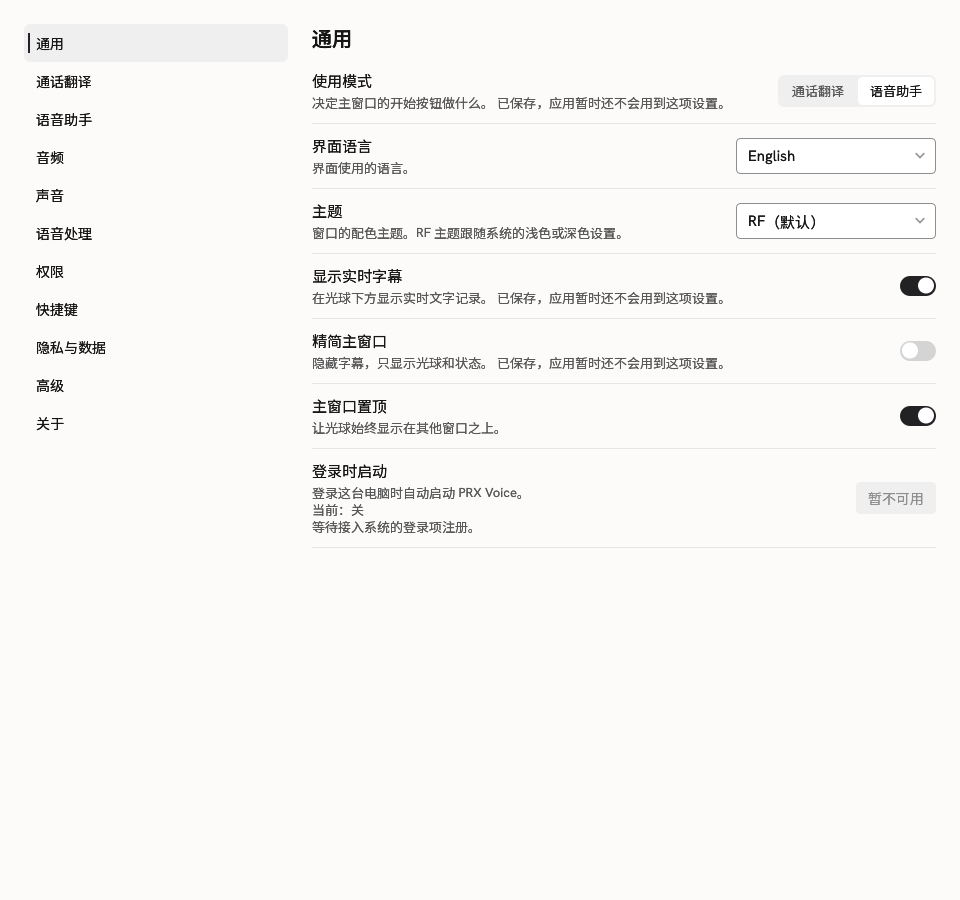 通用
通话翻译
语音助手
音频
声音
语音处理
权限
快捷键
隐私与数据
高级
关于
通用
使用模式
决定主窗口的开始按钮做什么。 已保存，应用暂时还不会用到这项设置。
通话翻译
语音助手
界面语言
界面使用的语言。
English
主题
窗口的配色主题。RF 主题跟随系统的浅色或深色设置。
RF（默认）
显示实时字幕
在光球下方显示实时文字记录。 已保存，应用暂时还不会用到这项设置。
精简主窗口
隐藏字幕，只显示光球和状态。 已保存，应用暂时还不会用到这项设置。
主窗口置顶
让光球始终显示在其他窗口之上。
登录时启动
登录这台电脑时自动启动 PRX Voice。
当前：关
等待接入系统的登录项注册。
暂不可用